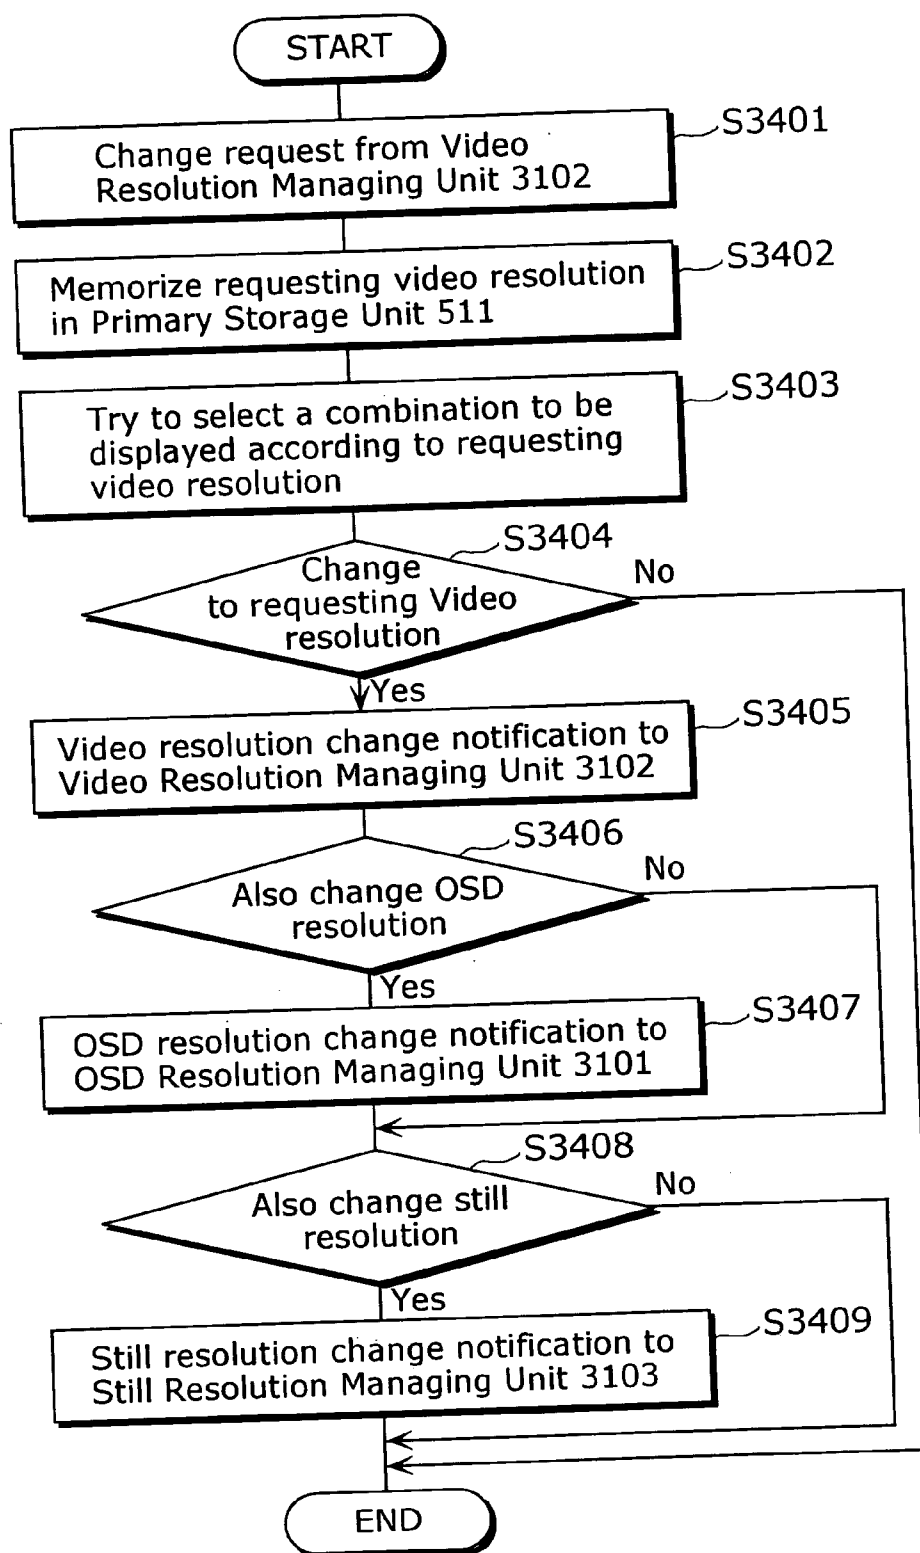 START
Change request from Video
Resolution Managing Unit 3102
S3401
Memorize requesting video resolution
in Primary Storage Unit 511
S3402
Try to select a combination to be
displayed according to requesting
video resolution
S3403
S3404
Change
to requesting Video
resolution
No
Yes
Video resolution change notification to
Video Resolution Managing Unit 3102
S3405
S3406
Also change OSD
resolution
No
Yes
OSD resolution change notification to
OSD Resolution Managing Unit 3101
S3407
S3408
Also change still
resolution
No
Yes
Still resolution change notification to
Still Resolution Managing Unit 3103
S3409
END